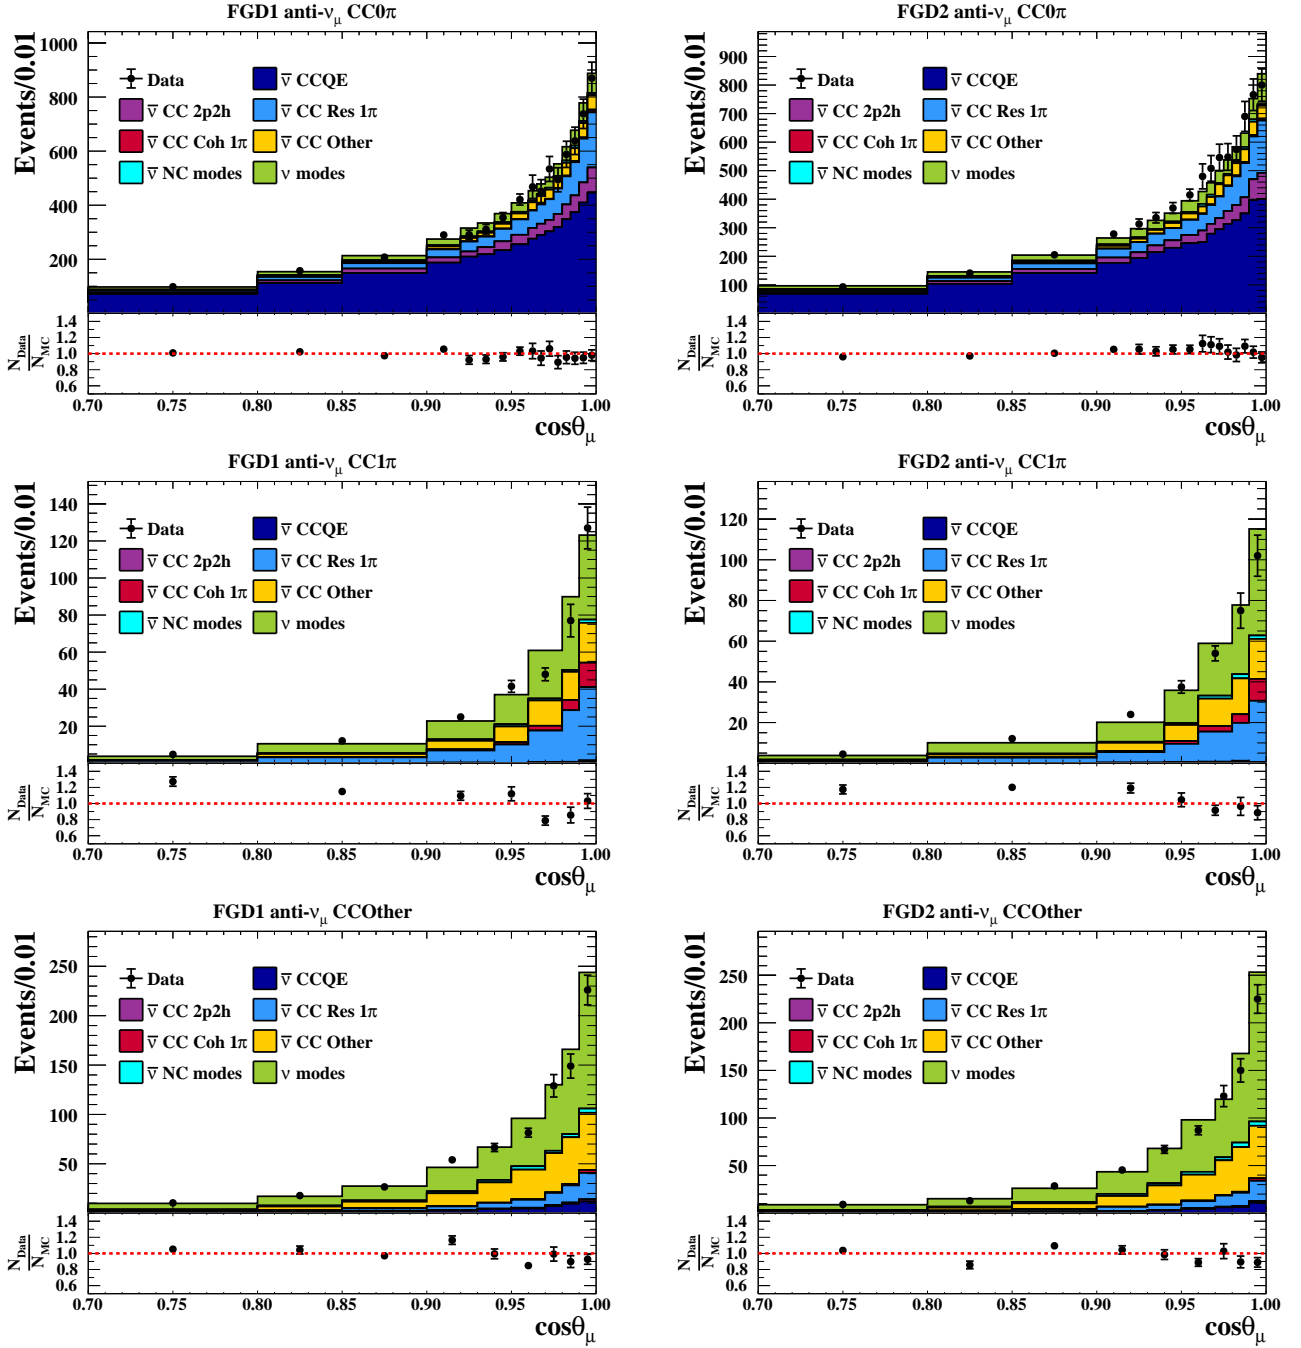 FGD1 anti-νμ CC0π
Events/0.01
1000
800
600
400
200
Data
ν̄ CCQE
ν̄ CC 2p2h
ν̄ CC Res 1π
ν̄ CC Coh 1π
ν̄ CC Other
ν̄ NC modes
ν modes
N_Data
N_MC
1.4
1.2
1.0
0.8
0.6
0.70 0.75 0.80 0.85 0.90 0.95 1.00
cosθμ
FGD2 anti-νμ CC0π
Events/0.01
900
800
700
600
500
400
300
200
100
Data
ν̄ CCQE
ν̄ CC 2p2h
ν̄ CC Res 1π
ν̄ CC Coh 1π
ν̄ CC Other
ν̄ NC modes
ν modes
N_Data
N_MC
1.4
1.2
1.0
0.8
0.6
0.70 0.75 0.80 0.85 0.90 0.95 1.00
cosθμ
FGD1 anti-νμ CC1π
Events/0.01
140
120
100
80
60
40
20
Data
ν̄ CCQE
ν̄ CC 2p2h
ν̄ CC Res 1π
ν̄ CC Coh 1π
ν̄ CC Other
ν̄ NC modes
ν modes
N_Data
N_MC
1.4
1.2
1.0
0.8
0.6
0.70 0.75 0.80 0.85 0.90 0.95 1.00
cosθμ
FGD2 anti-νμ CC1π
Events/0.01
120
100
80
60
40
20
Data
ν̄ CCQE
ν̄ CC 2p2h
ν̄ CC Res 1π
ν̄ CC Coh 1π
ν̄ CC Other
ν̄ NC modes
ν modes
N_Data
N_MC
1.4
1.2
1.0
0.8
0.6
0.70 0.75 0.80 0.85 0.90 0.95 1.00
cosθμ
FGD1 anti-νμ CCOther
Events/0.01
250
200
150
100
50
Data
ν̄ CCQE
ν̄ CC 2p2h
ν̄ CC Res 1π
ν̄ CC Coh 1π
ν̄ CC Other
ν̄ NC modes
ν modes
N_Data
N_MC
1.4
1.2
1.0
0.8
0.6
0.70 0.75 0.80 0.85 0.90 0.95 1.00
cosθμ
FGD2 anti-νμ CCOther
Events/0.01
250
200
150
100
50
Data
ν̄ CCQE
ν̄ CC 2p2h
ν̄ CC Res 1π
ν̄ CC Coh 1π
ν̄ CC Other
ν̄ NC modes
ν modes
N_Data
N_MC
1.4
1.2
1.0
0.8
0.6
0.70 0.75 0.80 0.85 0.90 0.95 1.00
cosθμ